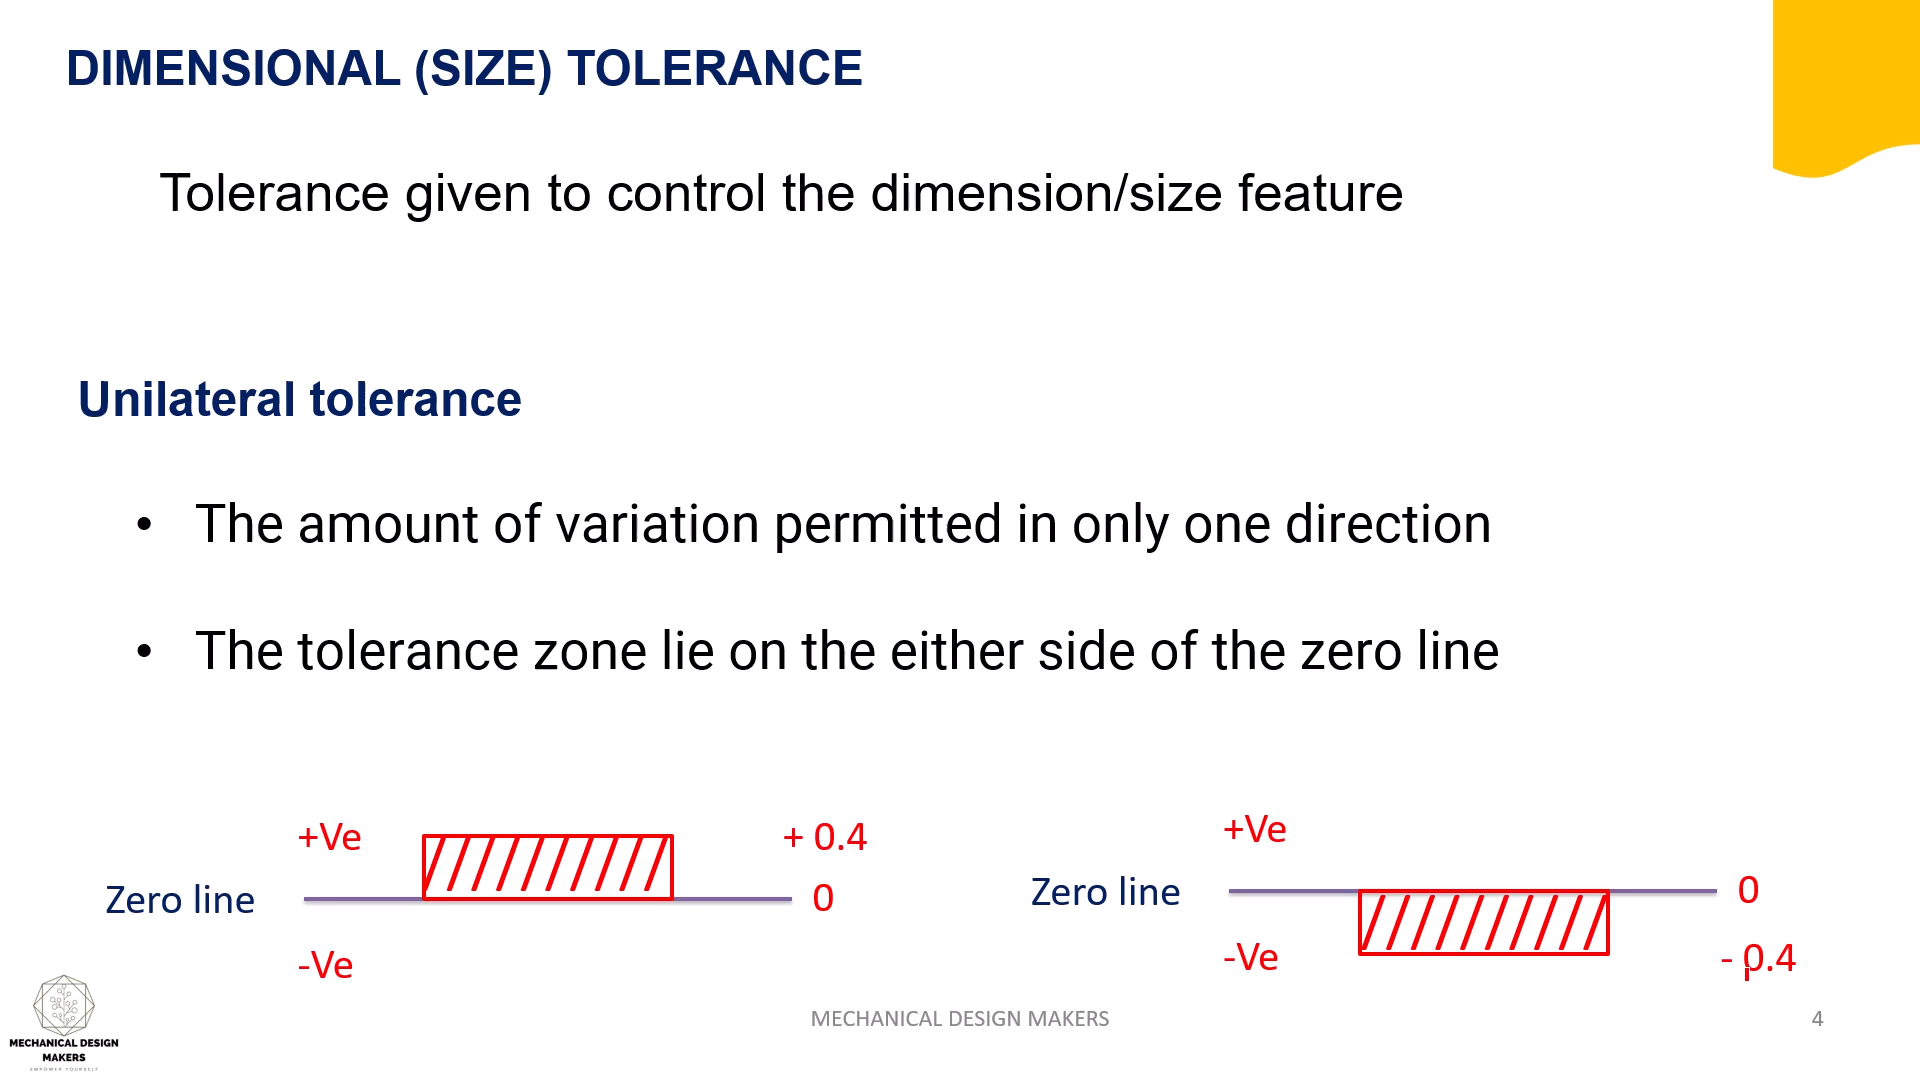 DIMENSIONAL (SIZE) TOLERANCE
Tolerance given to control the dimension/size feature
Unilateral tolerance
• The amount of variation permitted in only one direction
• The tolerance zone lie on the either side of the zero line
+Ve
+ 0.4
Zero line
0
-Ve
+Ve
Zero line
0
-Ve
- 0.4
MECHANICAL DESIGN
MAKERS
EMPOWER YOURSELF
MECHANICAL DESIGN MAKERS
4